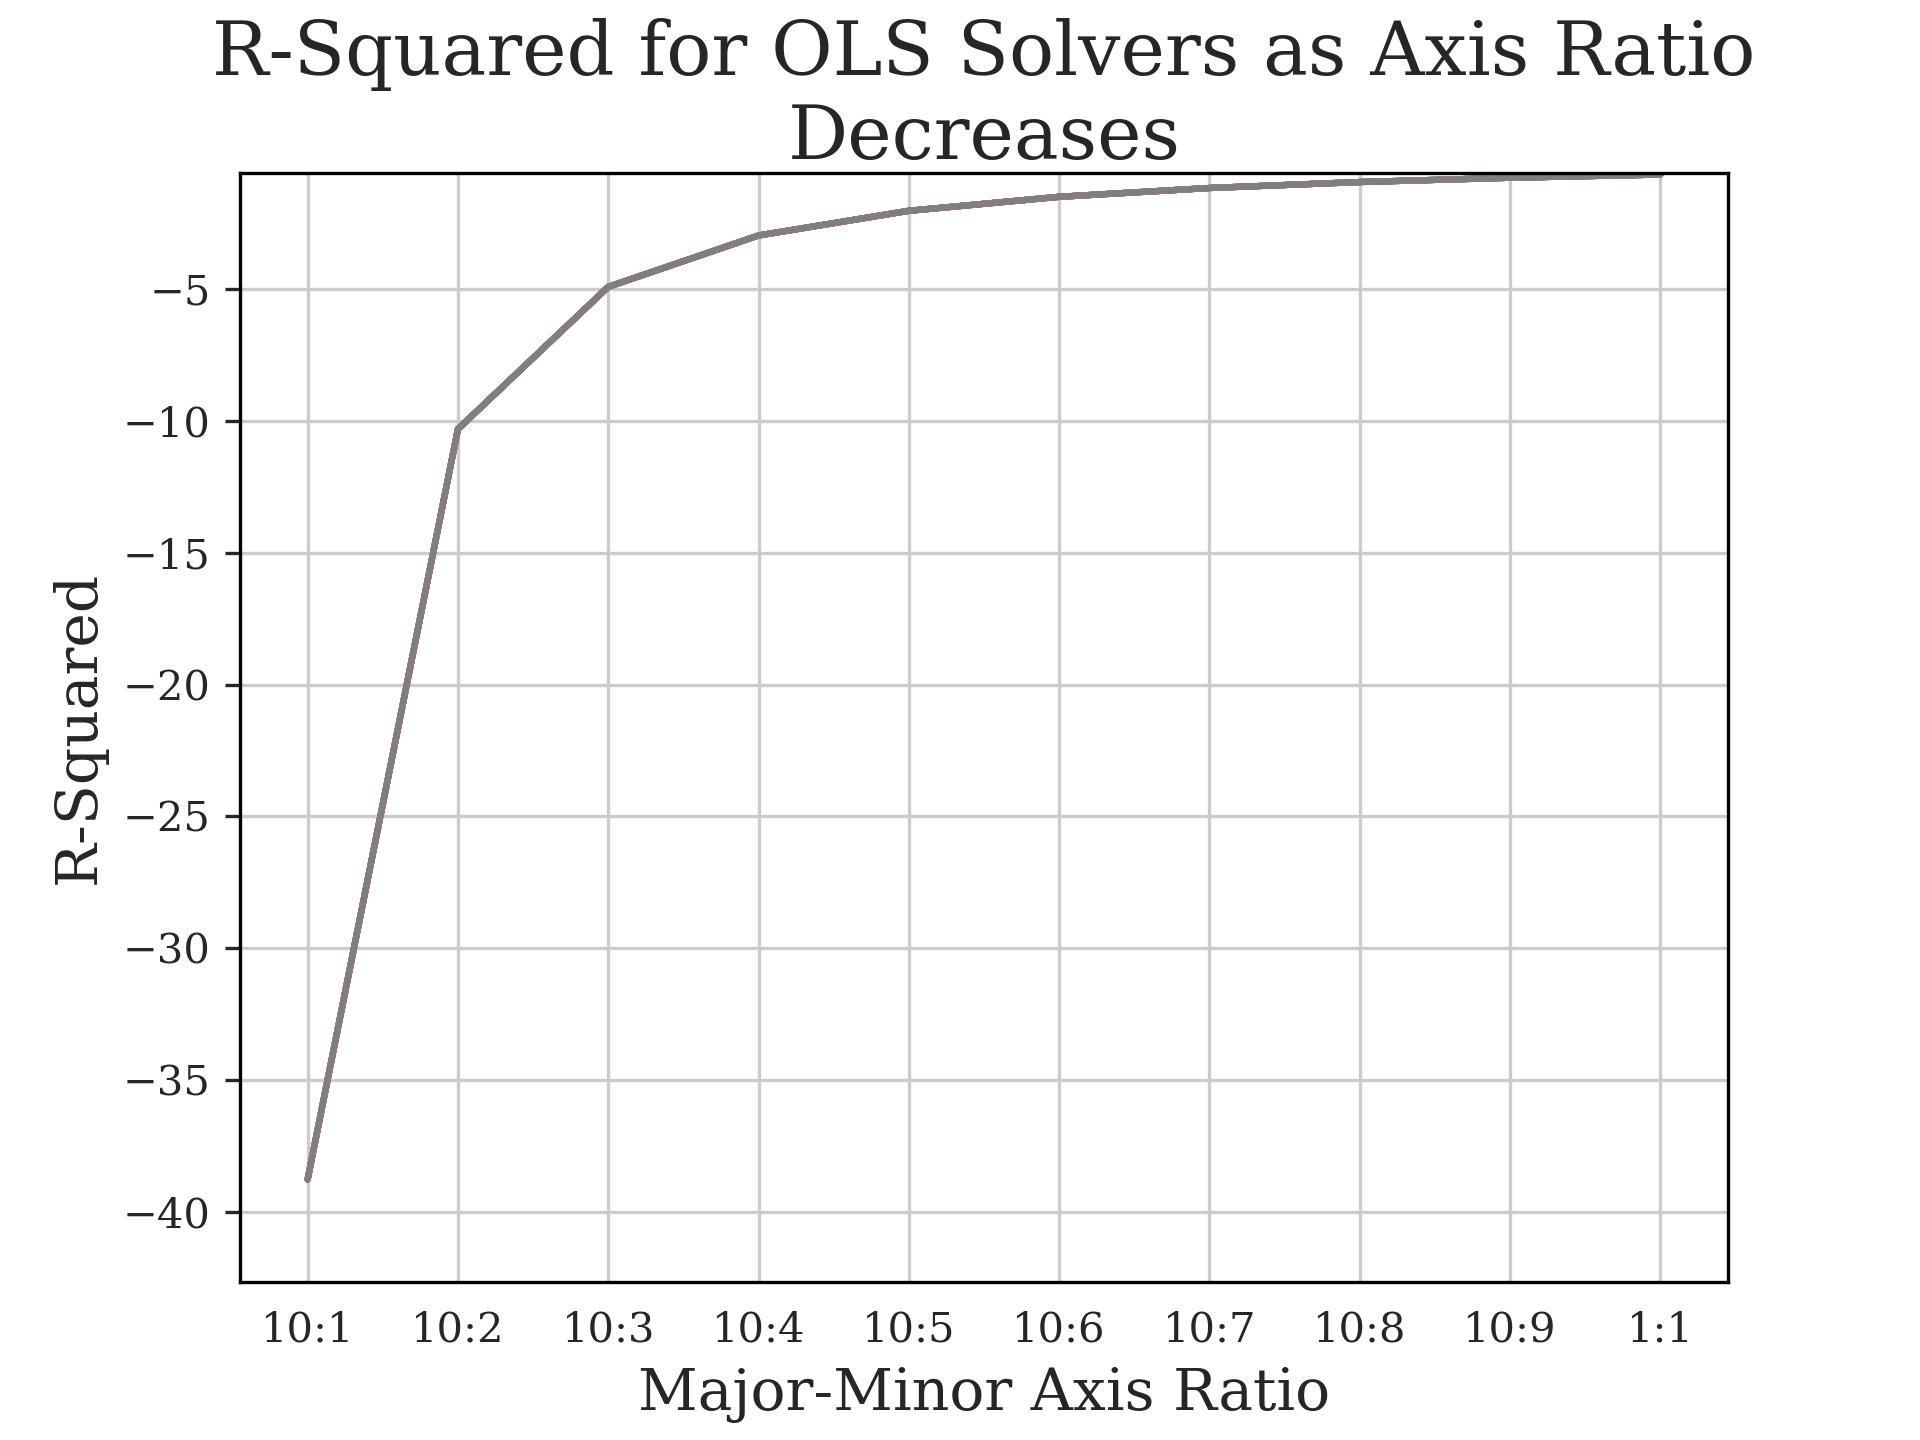 R-Squared for OLS Solvers as Axis Ratio
Decreases
−5
−10
−15
−20
−25
−30
−35
−40
R-Squared
10:1 10:2 10:3 10:4 10:5 10:6 10:7 10:8 10:9 1:1
Major-Minor Axis Ratio